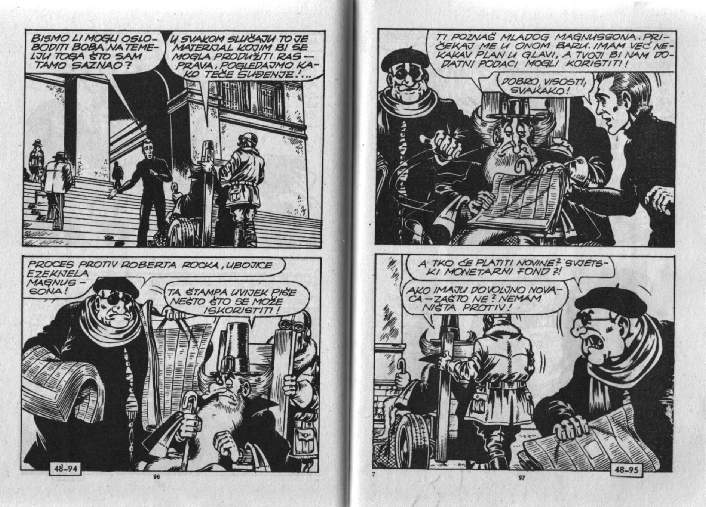 BISMO LI MOGLI OSLO-
BODITI BOBA, NA TEME-
LJU TOGA ŠTO SAM
TAMO SAZNAO?
U SVAKOM SLUČAJU TO JE
MATERIJAL KOJIM BI SE
MOGLA PRODUŽITI RAS-
PRAVA. POGLEDAJMO KA-
KO TEČE SUĐENJE!...
PROCES PROTIV ROBERTA ROCKA, UBOJICE
EZEKIJELA
MAGNUS-
SONA!
TA ŠTAMPA UVIJEK PIŠE
NEŠTO ŠTO SE MOŽE
ISKORISTITI!
48-94
96
TI POZNAŠ MLADOG MAGNUSSONA. PRI-
ČEKAJ ME U ONOM BARU. IMAM VEĆ NE-
KAKAV PLAN U GLAVI, A TVOJI BI NAM DO-
DATNI PODACI MOGLI KORISTITI!
DOBRO, VISOSTI,
SVAKAKO!
A TKO ĆE PLATITI NOVINE? SVJETS-
KI MONETARNI FOND?!
AKO IMAJU DOVOLJNO NOVA-
CA-ZAŠTO NE? NEMAM
NIŠTA PROTIV!
7
97
48-95